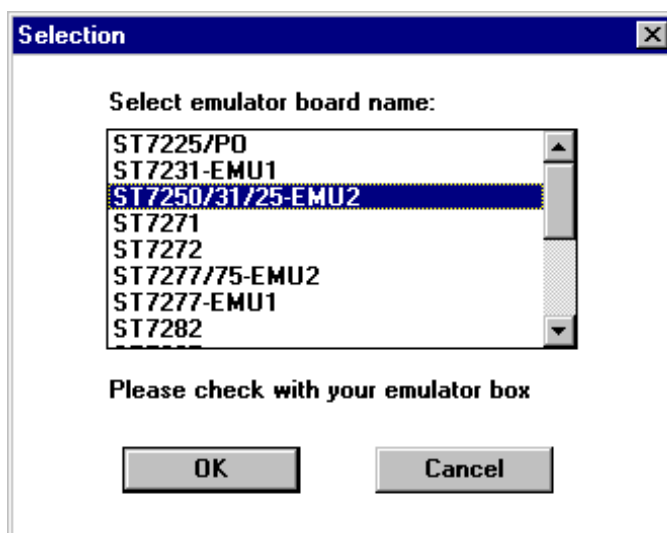 Selection
Select emulator board name:
ST7225/PO
ST7231-EMU1
ST7250/31/25-EMU2
ST7271
ST7272
ST7277/75-EMU2
ST7277-EMU1
ST7282
Please check with your emulator box
OK
Cancel